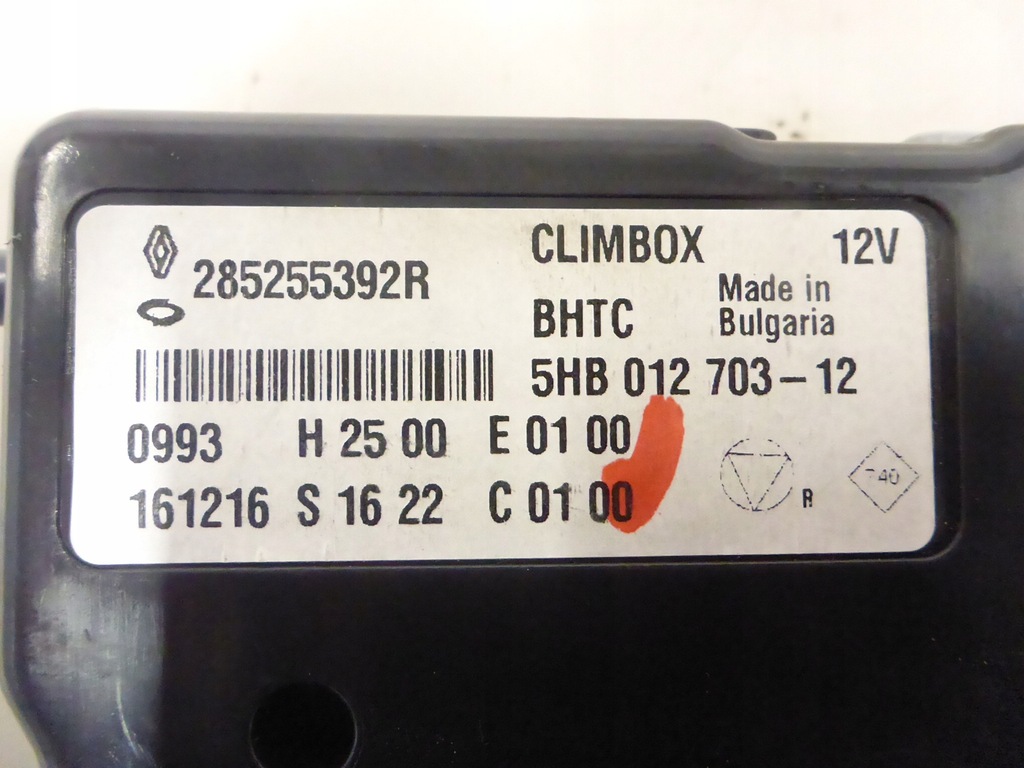 285255392R
CLIMBOX 12V
BHTC
Made in
Bulgaria
5HB 012 703-12
0993 H 25 00 E 01 00
161216 S 16 22 C 01 00
R
740